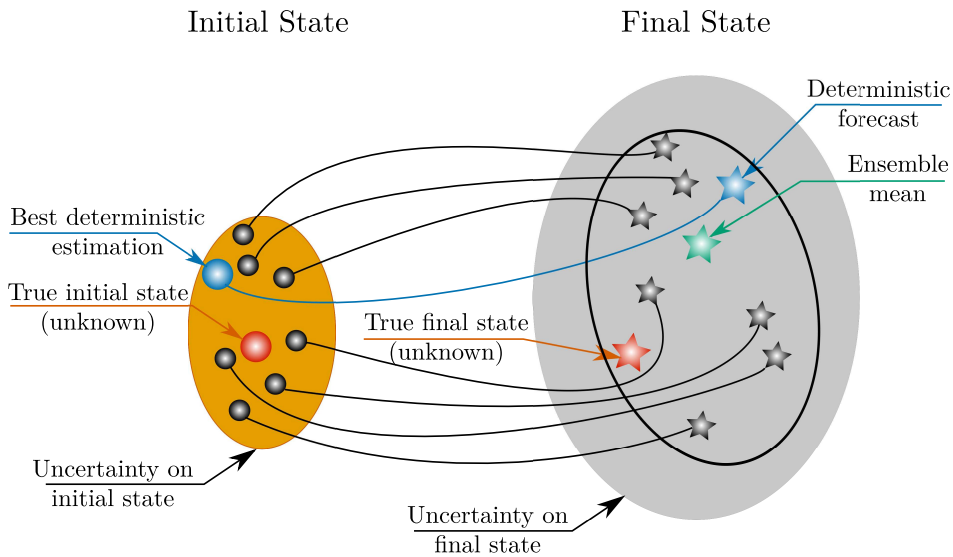 Initial State
Final State
Deterministic
forecast
Ensemble
mean
Best deterministic
estimation
True initial state
(unknown)
True final state
(unknown)
Uncertainty on
initial state
Uncertainty on
final state